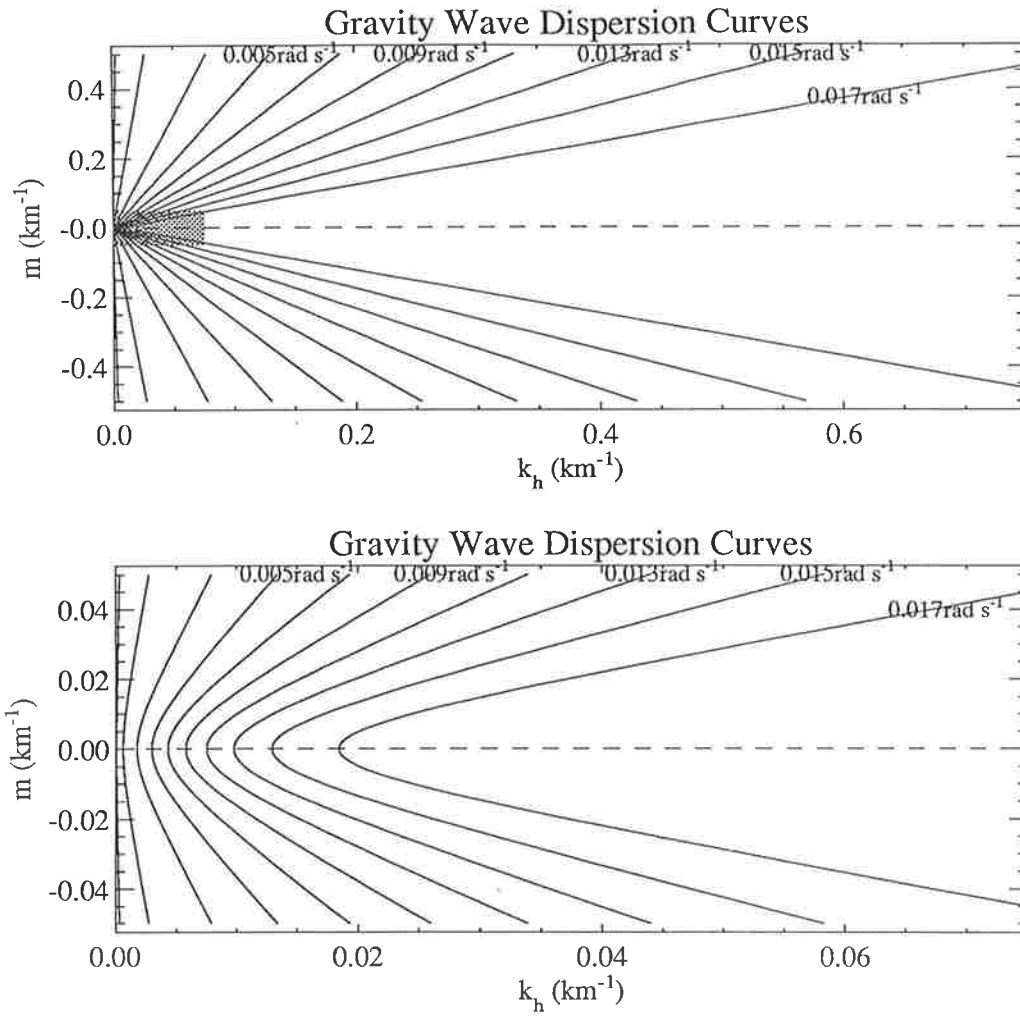 Gravity Wave Dispersion Curves
0.005rad s⁻¹ 0.009rad s⁻¹ 0.013rad s⁻¹ 0.015rad s⁻¹
0.017rad s⁻¹
0.4
0.2
-0.0
-0.2
-0.4
m (km⁻¹)
0.0 0.2 0.4 0.6
k_h (km⁻¹)
Gravity Wave Dispersion Curves
0.005rad s⁻¹ 0.009rad s⁻¹ 0.013rad s⁻¹ 0.015rad s⁻¹
0.017rad s⁻¹
0.04
0.02
0.00
-0.02
-0.04
m (km⁻¹)
0.00 0.02 0.04 0.06
k_h (km⁻¹)